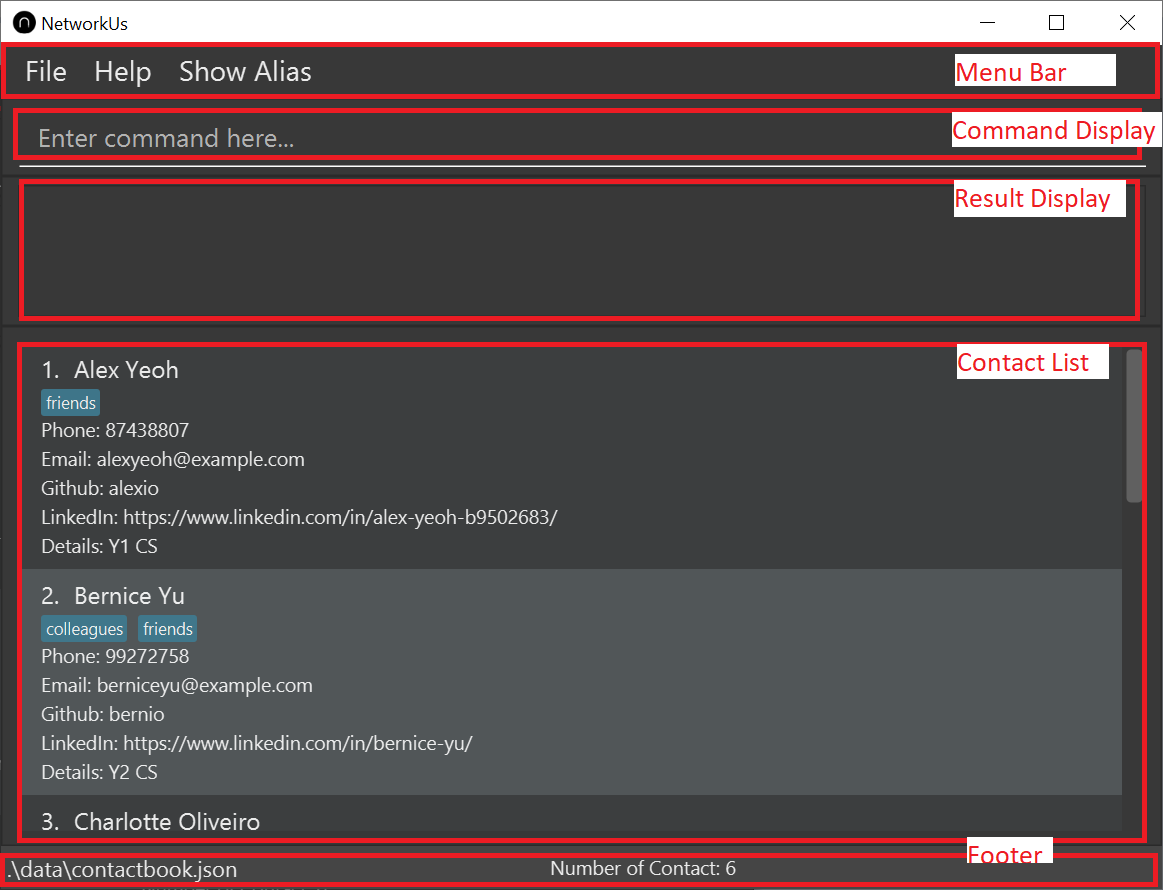 NetworkUs
File Help Show Alias Menu Bar
Enter command here... Command Display
Result Display
1. Alex Yeoh Contact List
friends
Phone: 87438807
Email: alexyeoh@example.com
Github: alexio
LinkedIn: https://www.linkedin.com/in/alex-yeoh-b9502683/
Details: Y1 CS
2. Bernice Yu
colleagues friends
Phone: 99272758
Email: berniceyu@example.com
Github: bernio
LinkedIn: https://www.linkedin.com/in/bernice-yu/
Details: Y2 CS
3. Charlotte Oliveiro
Footer
.\data\contactbook.json Number of Contact: 6